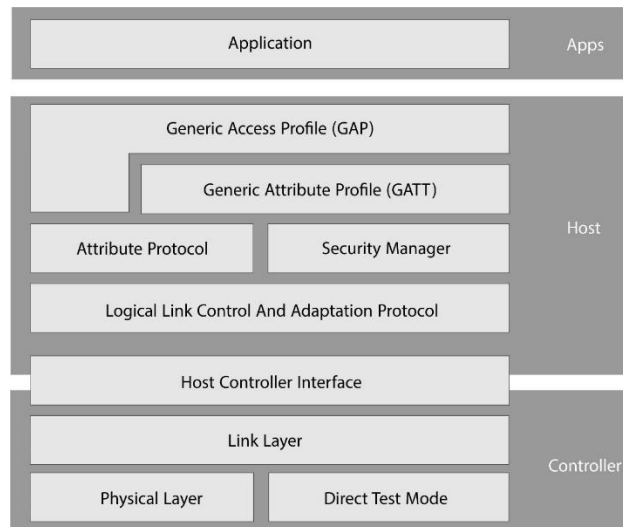 Application
Apps
Generic Access Profile (GAP)
Generic Attribute Profile (GATT)
Host
Attribute Protocol
Security Manager
Logical Link Control And Adaptation Protocol
Host Controller Interface
Link Layer
Controller
Physical Layer
Direct Test Mode